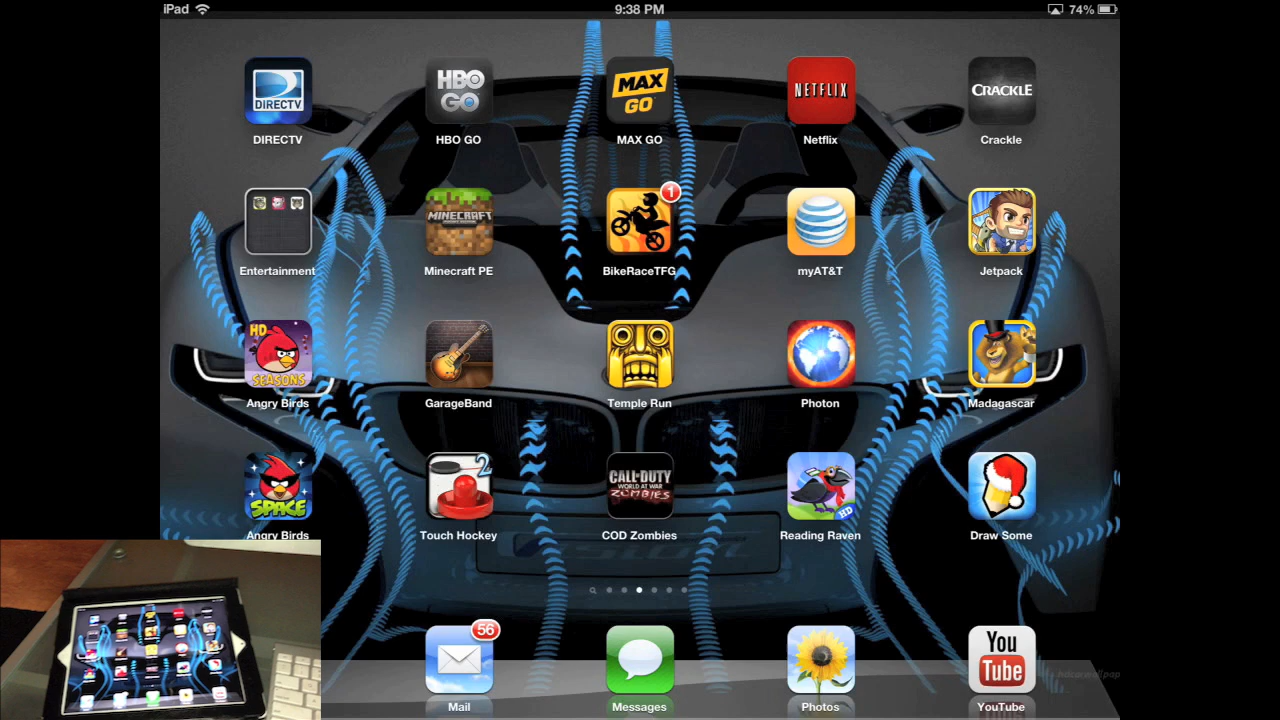 iPad 9:38 PM 74%
DIRECTV HBO GO MAX GO NETFLIX CRACKLE
DIRECTV HBO GO MAX GO Netflix Crackle
MINECRAFT 1
Entertainment Minecraft PE BikeRaceTFG myAT&T Jetpack
HD
SEASONS
Angry Birds GarageBand Temple Run Photon Madagascar
2
CALL OF DUTY
WORLD AT WAR
ZOMBIES
SPACE HD
Angry Birds Touch Hockey COD Zombies Reading Raven Draw Some
56 You Tube
Mail Messages Photos YouTube